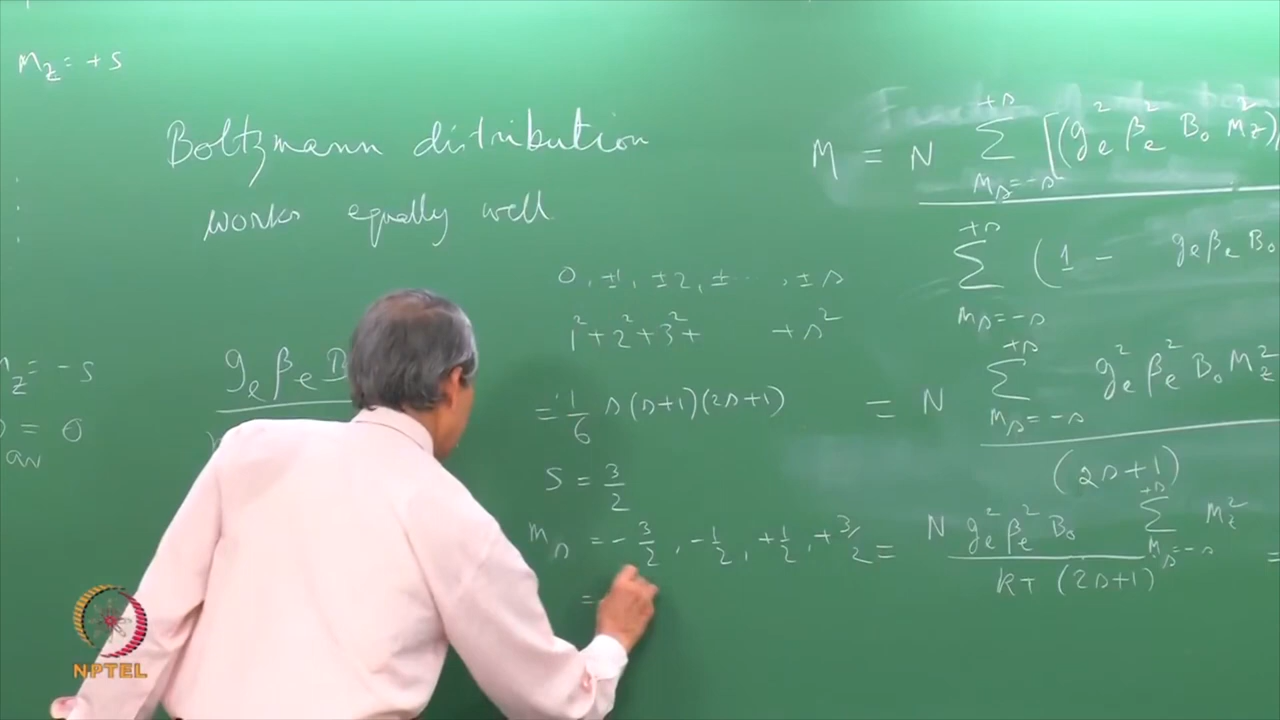 m_z = + s
Boltzmann distribution
works equally well
m_z = - s
= 0
av
g_e β_e B
0, ±1, ±2, ± ⋯, ± s
1² + 2² + 3² + + s²
= 1/6 s(s+1)(2s+1)
S = 3/2
m_s = - 3/2, - 1/2, + 1/2, + 3/2
=
M = N Σ_{m_s=-s}^{+s} [(g_e² β_e² B_0 m_z²)
Σ_{m_s=-s}^{+s} (1 - g_e β_e B_0
= N Σ_{m_s=-s}^{+s} g_e² β_e² B_0 M_z²
(2s+1)
= N g_e² β_e² B_0 Σ_{m_s=-s}^{+s} M_z² =
kT (2s+1)
NPTEL